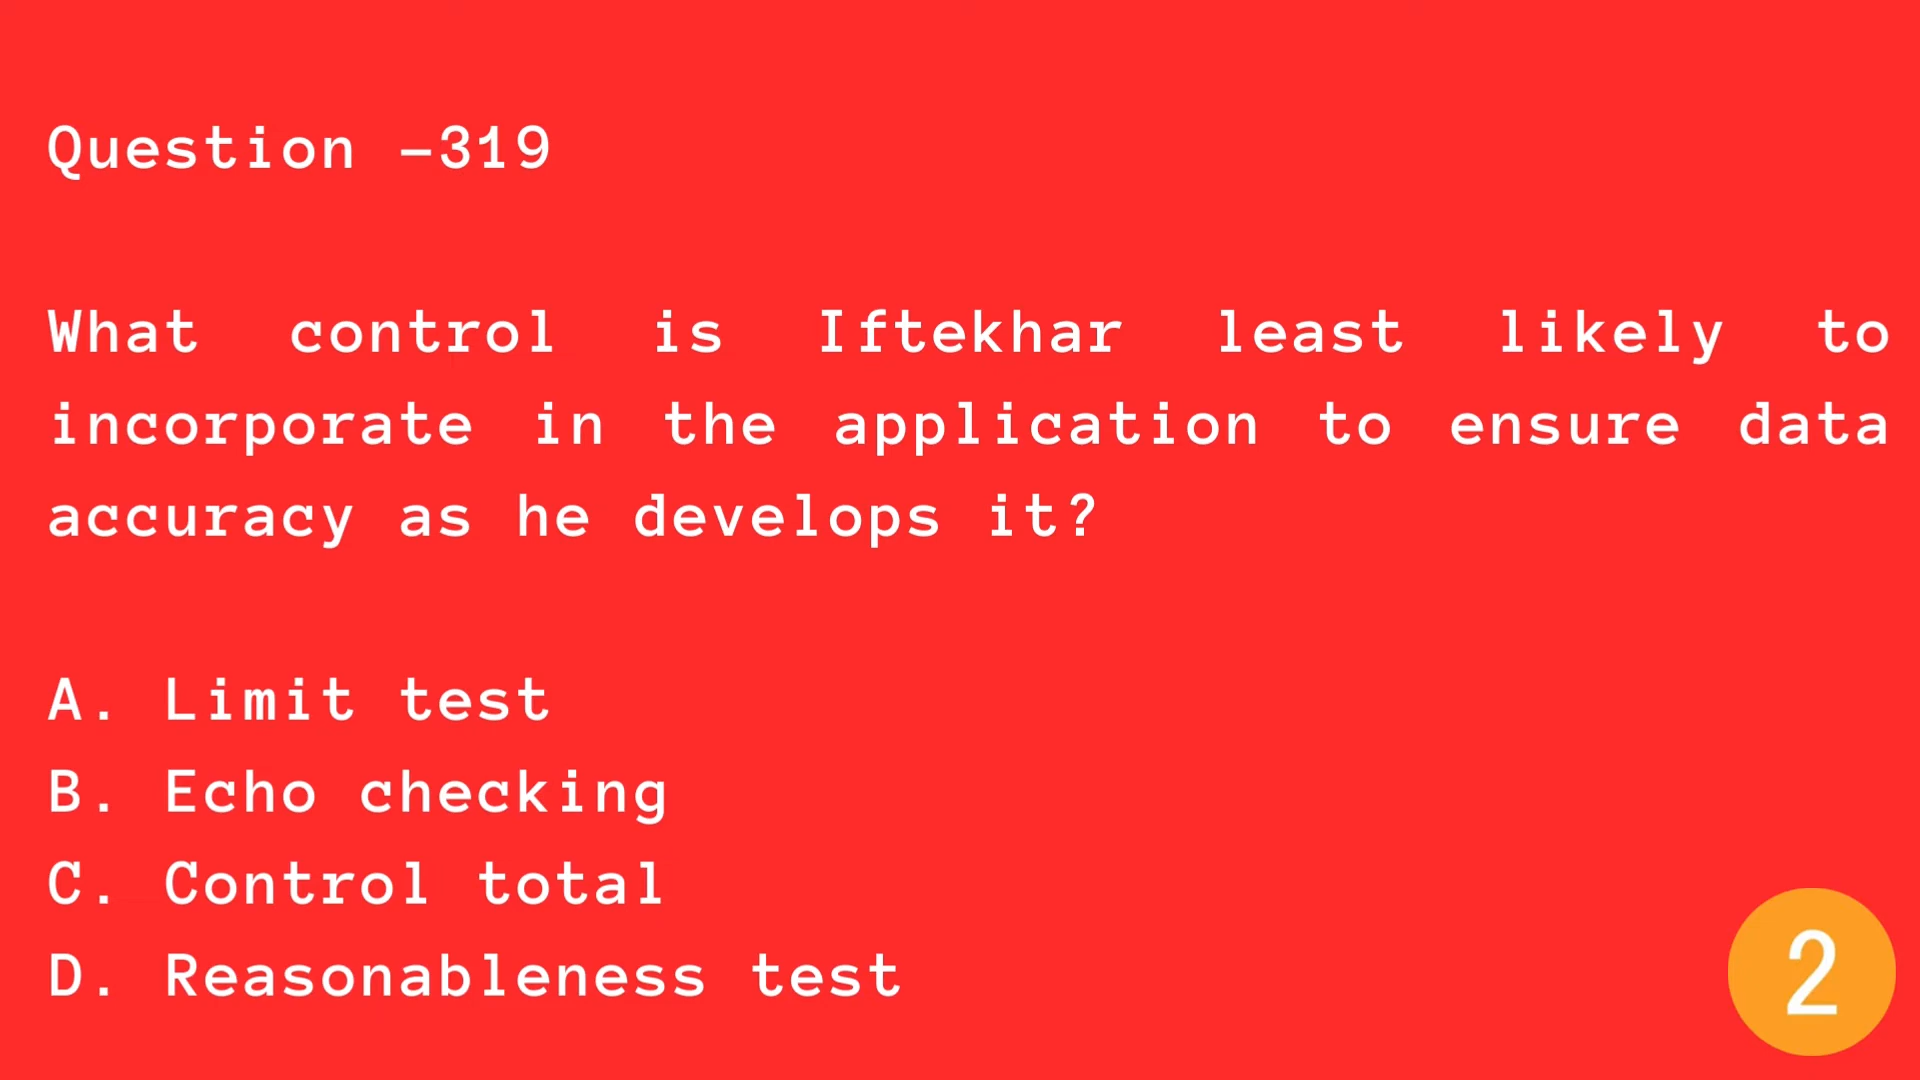 Question -319
What control is Iftekhar least likely to
incorporate in the application to ensure data
accuracy as he develops it?
A. Limit test
B. Echo checking
C. Control total
D. Reasonableness test
2